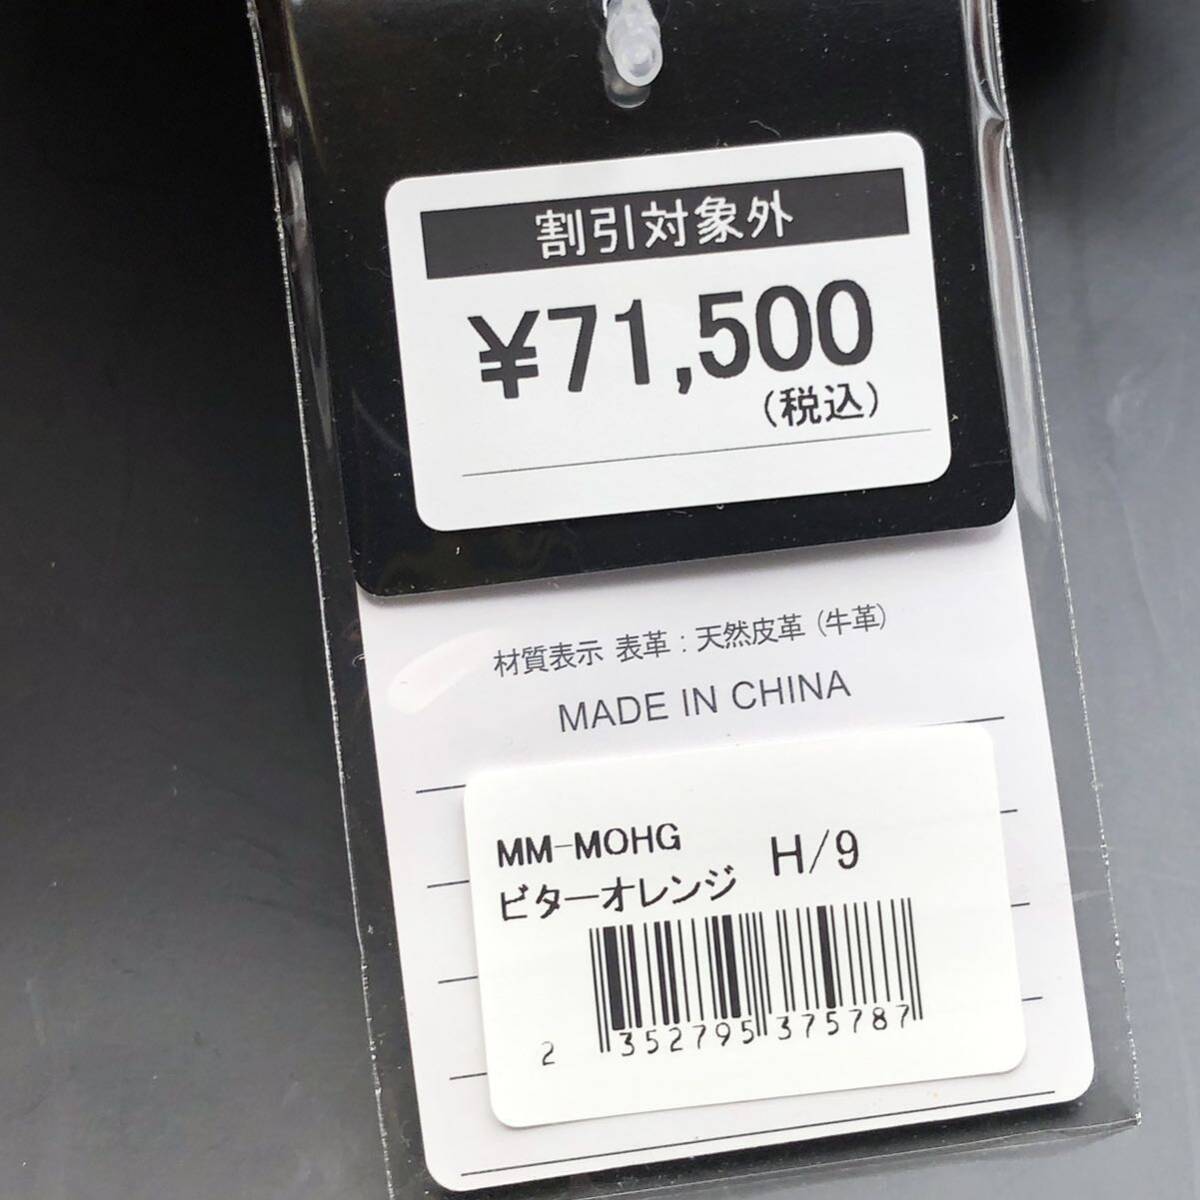 割引対象外
¥71,500
(税込)
材質表示 表革：天然皮革(牛革)
MADE IN CHINA
MM-MOHG H/9
ビターオレンジ
2 352795 375787